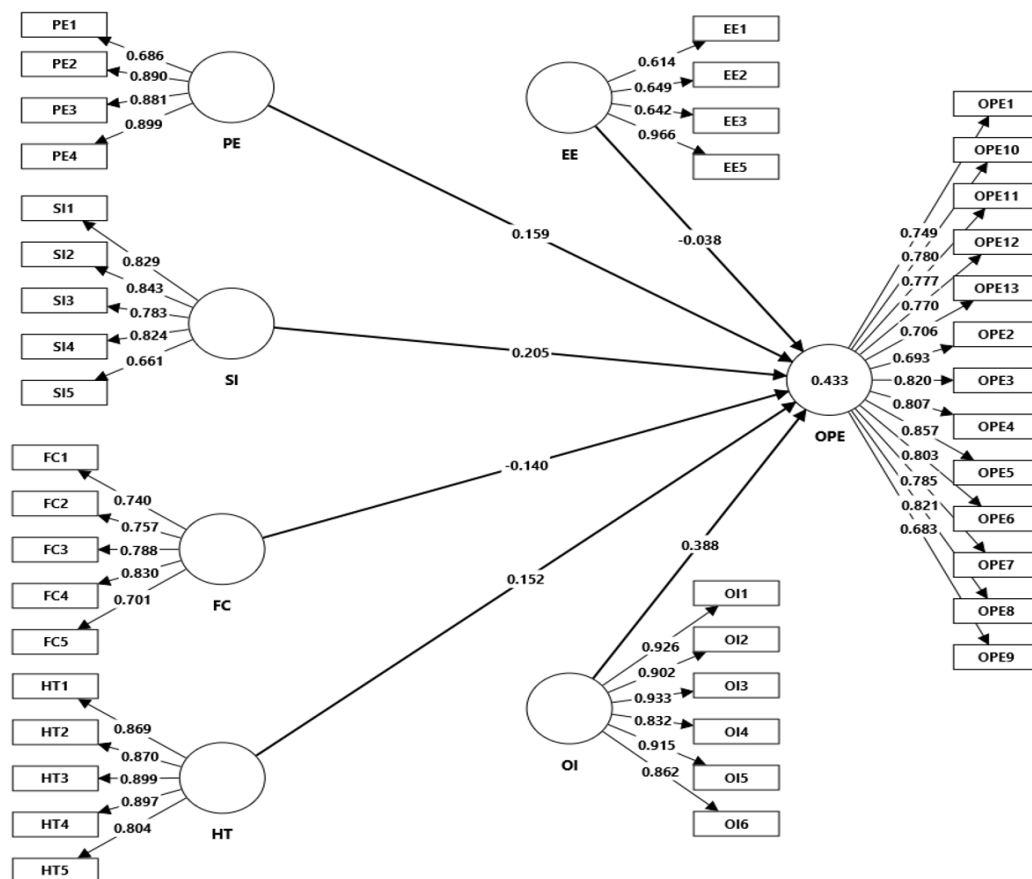 PE1
PE2
PE3
PE4
0.686
0.890
0.881
0.899
PE
EE1
EE2
EE3
EE5
0.614
0.649
0.642
0.966
EE
SI1
SI2
SI3
SI4
SI5
0.829
0.843
0.783
0.824
0.661
SI
0.159
-0.038
0.205
-0.140
0.152
0.388
0.433
OPE
OPE1
OPE10
OPE11
OPE12
OPE13
OPE2
OPE3
OPE4
OPE5
OPE6
OPE7
OPE8
OPE9
0.749
0.780
0.777
0.770
0.706
0.693
0.820
0.807
0.857
0.803
0.785
0.821
0.683
FC1
FC2
FC3
FC4
FC5
0.740
0.757
0.788
0.830
0.701
FC
HT1
HT2
HT3
HT4
HT5
0.869
0.870
0.899
0.897
0.804
HT
OI1
OI2
OI3
OI4
OI5
OI6
0.926
0.902
0.933
0.832
0.915
0.862
OI